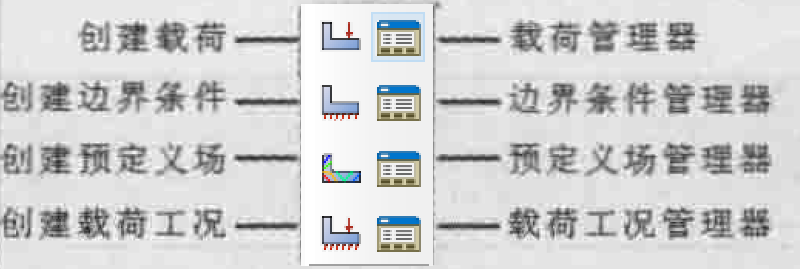 创建载荷 载荷管理器
创建边界条件 边界条件管理器
创建预定义场 预定义场管理器
创建载荷工况 载荷工况管理器